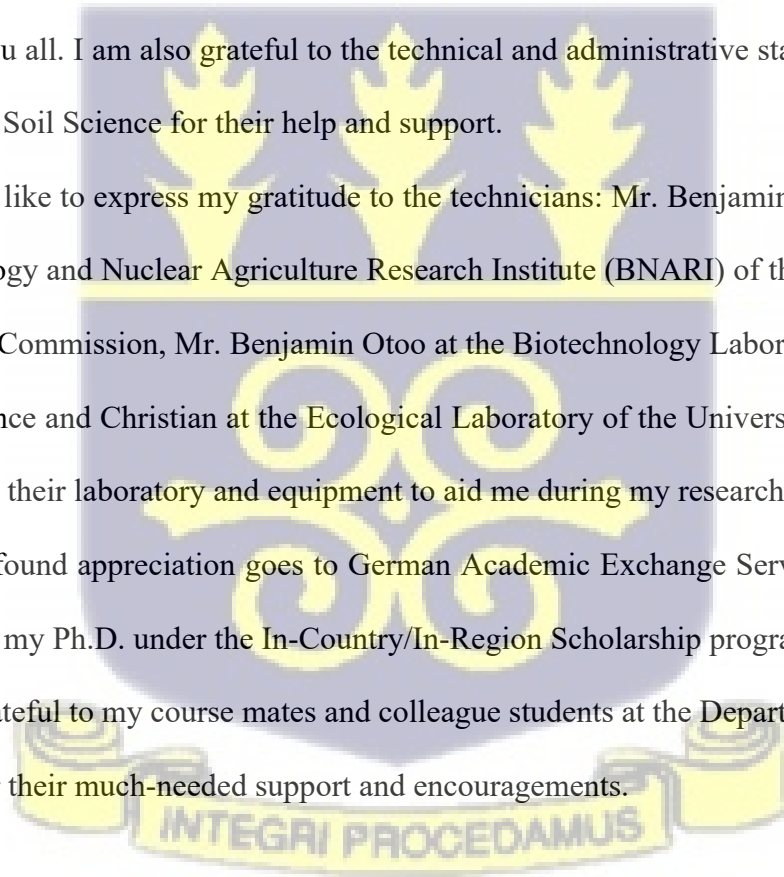 u all. I am also grateful to the technical and administrative sta
Soil Science for their help and support.
like to express my gratitude to the technicians: Mr. Benjamin
ogy and Nuclear Agriculture Research Institute (BNARI) of th
Commission, Mr. Benjamin Otoo at the Biotechnology Labor
nce and Christian at the Ecological Laboratory of the Univers
their laboratory and equipment to aid me during my research
found appreciation goes to German Academic Exchange Serv
my Ph.D. under the In-Country/In-Region Scholarship progra
ateful to my course mates and colleague students at the Depart
their much-needed support and encouragements.
INTEGRI PROCEDAMUS